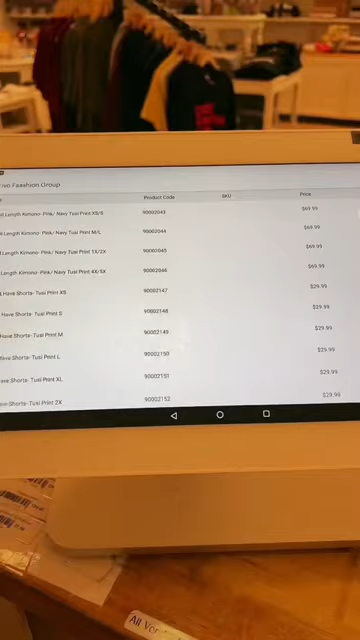 Faashion Group
Product Code SKU Price
Length Kimono- Pink/ Navy Tusi Print XS/S 90002043 $69.99
Length Kimono- Pink/ Navy Tusi Print M/L 90002044 $69.99
Length Kimono- Pink/ Navy Tusi Print 1X/2X 90002045 $69.99
Length Kimono- Pink/ Navy Tusi Print 4X/5X 90002046 $69.99
Have Shorts- Tusi Print XS 90002147 $29.99
Have Shorts- Tusi Print S 90002148 $29.99
Have Shorts- Tusi Print M 90002149 $29.99
Have Shorts- Tusi Print L 90002150 $29.99
Shorts- Tusi Print XL 90002151 $29.99
Shorts- Tusi Print 2X 90002152 $29.99
All